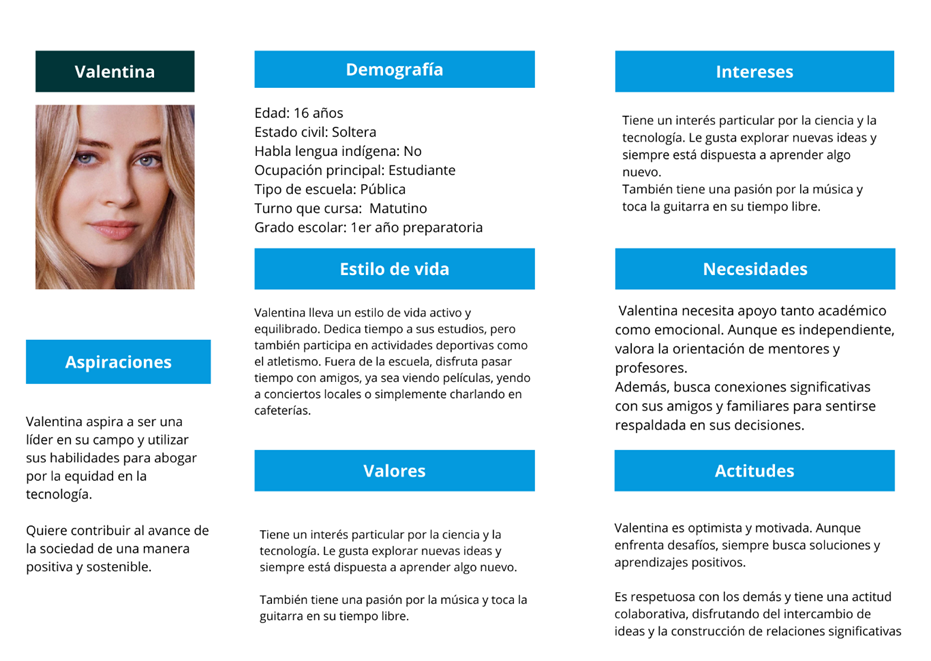 Valentina
Aspiraciones
Valentina aspira a ser una
líder en su campo y utilizar
sus habilidades para abogar
por la equidad en la
tecnología.
Quiere contribuir al avance de
la sociedad de una manera
positiva y sostenible.
Demografía
Edad: 16 años
Estado civil: Soltera
Habla lengua indígena: No
Ocupación principal: Estudiante
Tipo de escuela: Pública
Turno que cursa: Matutino
Grado escolar: 1er año preparatoria
Estilo de vida
Valentina lleva un estilo de vida activo y
equilibrado. Dedica tiempo a sus estudios, pero
también participa en actividades deportivas como
el atletismo. Fuera de la escuela, disfruta pasar
tiempo con amigos, ya sea viendo películas, yendo
a conciertos locales o simplemente charlando en
cafeterías.
Valores
Tiene un interés particular por la ciencia y la
tecnología. Le gusta explorar nuevas ideas y
siempre está dispuesta a aprender algo nuevo.
También tiene una pasión por la música y toca la
guitarra en su tiempo libre.
Intereses
Tiene un interés particular por la ciencia y la
tecnología. Le gusta explorar nuevas ideas y
siempre está dispuesta a aprender algo
nuevo.
También tiene una pasión por la música y
toca la guitarra en su tiempo libre.
Necesidades
Valentina necesita apoyo tanto académico
como emocional. Aunque es independiente,
valora la orientación de mentores y
profesores.
Además, busca conexiones significativas
con sus amigos y familiares para sentirse
respaldada en sus decisiones.
Actitudes
Valentina es optimista y motivada. Aunque
enfrenta desafíos, siempre busca soluciones y
aprendizajes positivos.
Es respetuosa con los demás y tiene una actitud
colaborativa, disfrutando del intercambio de
ideas y la construcción de relaciones significativas